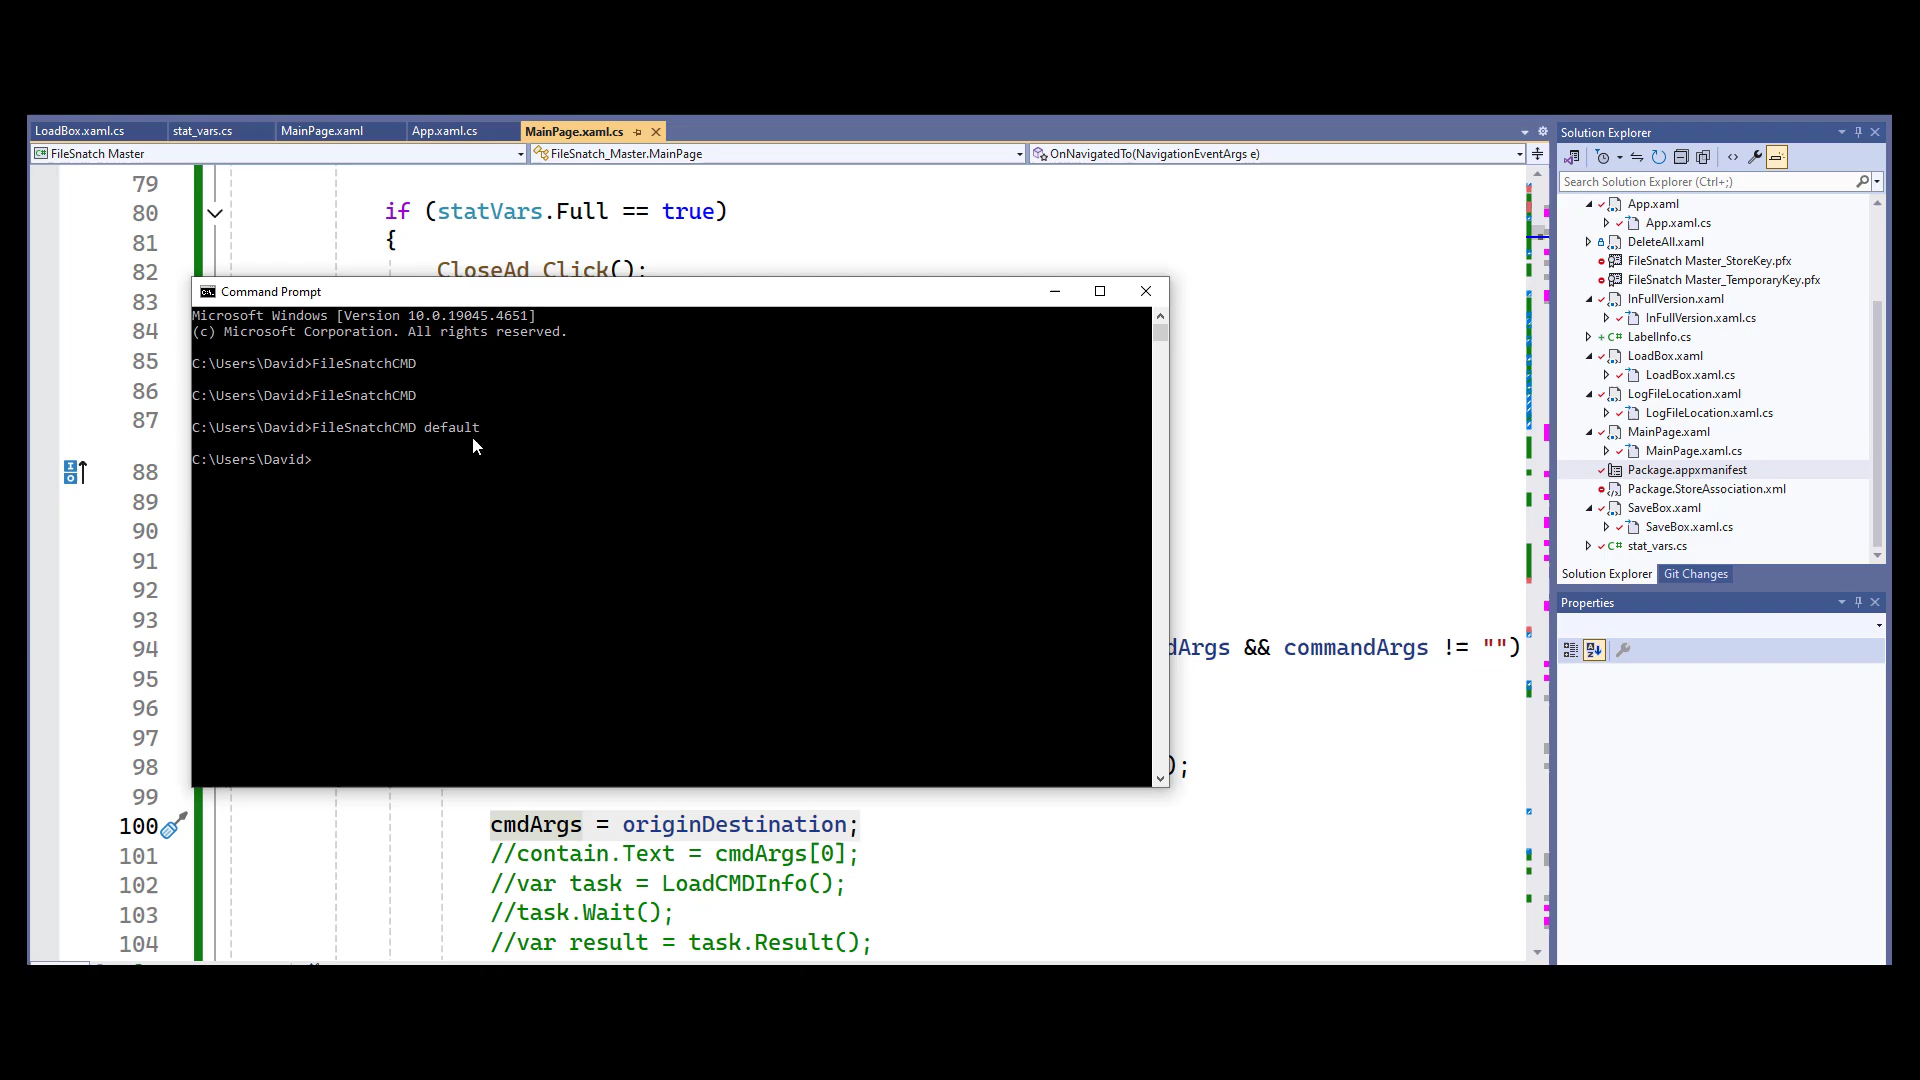 LoadBox.xaml.cs
stat_vars.cs
MainPage.xaml
App.xaml.cs
MainPage.xaml.cs
FileSnatch Master
FileSnatch_Master.MainPage
OnNavigatedTo(NavigationEventArgs e)
79
80 if (statVars.Full == true)
81 {
82 CloseAd_Click();
83
84
85
86
87
88
89
90
91
92
93
94 dArgs && commandArgs != "")
95
96
97
98 );
99
100 cmdArgs = originDestination;
101 //contain.Text = cmdArgs[0];
102 //var task = LoadCMDInfo();
103 //task.Wait();
104 //var result = task.Result();
Command Prompt
Microsoft Windows [Version 10.0.19045.4651]
(c) Microsoft Corporation. All rights reserved.
C:\Users\David>FileSnatchCMD
C:\Users\David>FileSnatchCMD
C:\Users\David>FileSnatchCMD default
C:\Users\David>
Solution Explorer
Search Solution Explorer (Ctrl+;)
App.xaml
App.xaml.cs
DeleteAll.xaml
FileSnatch Master_StoreKey.pfx
FileSnatch Master_TemporaryKey.pfx
InFullVersion.xaml
InFullVersion.xaml.cs
LabelInfo.cs
LoadBox.xaml
LoadBox.xaml.cs
LogFileLocation.xaml
LogFileLocation.xaml.cs
MainPage.xaml
MainPage.xaml.cs
Package.appxmanifest
Package.StoreAssociation.xml
SaveBox.xaml
SaveBox.xaml.cs
stat_vars.cs
Solution Explorer
Git Changes
Properties